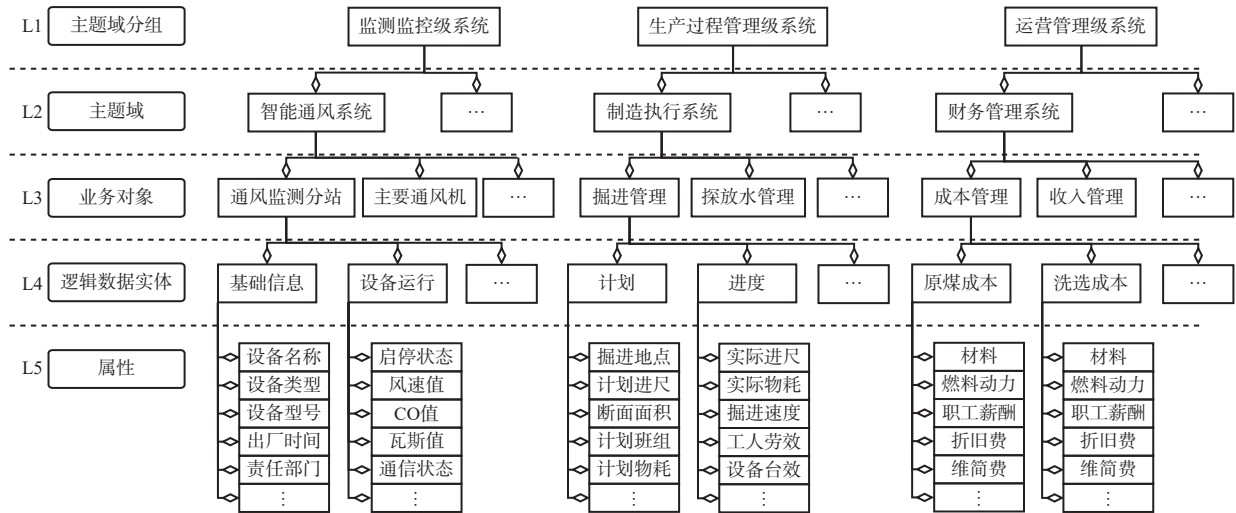 L1 主题域分组 监测监控级系统 生产过程管理级系统 运营管理级系统
L2 主题域 智能通风系统 … 制造执行系统 … 财务管理系统 …
L3 业务对象 通风监测分站 主要通风机 … 掘进管理 探放水管理 … 成本管理 收入管理 …
L4 逻辑数据实体 基础信息 设备运行 … 计划 进度 … 原煤成本 洗选成本 …
L5 属性
设备名称 启停状态 掘进地点 实际进尺 材料 材料
设备类型 风速值 计划进尺 实际物耗 燃料动力 燃料动力
设备型号 CO值 断面面积 掘进速度 职工薪酬 职工薪酬
出厂时间 瓦斯值 计划班组 工人劳效 折旧费 折旧费
责任部门 通信状态 计划物耗 设备台效 维简费 维简费
⋮ ⋮ ⋮ ⋮ ⋮ ⋮